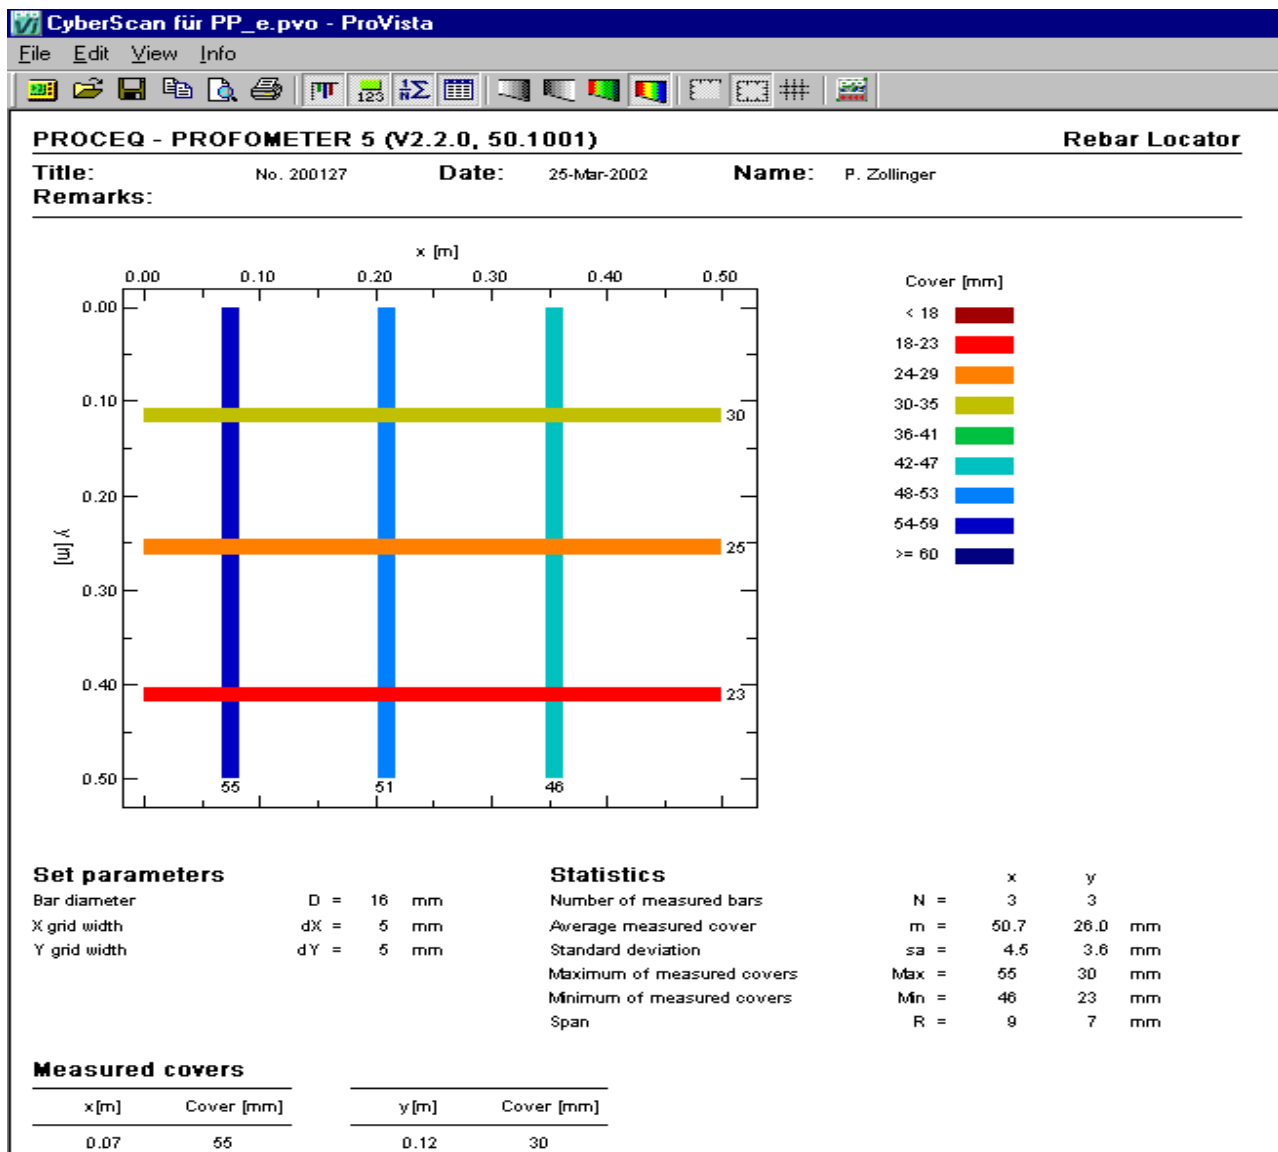 CyberScan für PP_e.pvo - ProVista
File Edit View Info
123 1/N Σ
PROCEQ - PROFOMETER 5 (V2.2.0, 50.1001) Rebar Locator
Title: No. 200127 Date: 25-Mar-2002 Name: P. Zollinger
Remarks:
x [m]
0.00 0.10 0.20 0.30 0.40 0.50
y [m]
0.00
0.10
0.20
0.30
0.40
0.50
30
25
23
55 51 46
Cover [mm]
< 18
18-23
24-29
30-35
36-41
42-47
48-53
54-59
>= 60
Set parameters
Bar diameter D = 16 mm
X grid width dX = 5 mm
Y grid width dY = 5 mm
Statistics x y
Number of measured bars N = 3 3
Average measured cover m = 50.7 26.0 mm
Standard deviation sa = 4.5 3.6 mm
Maximum of measured covers Max = 55 30 mm
Minimum of measured covers Min = 46 23 mm
Span R = 9 7 mm
Measured covers
x[m] Cover [mm] y[m] Cover [mm]
0.07 55 0.12 30